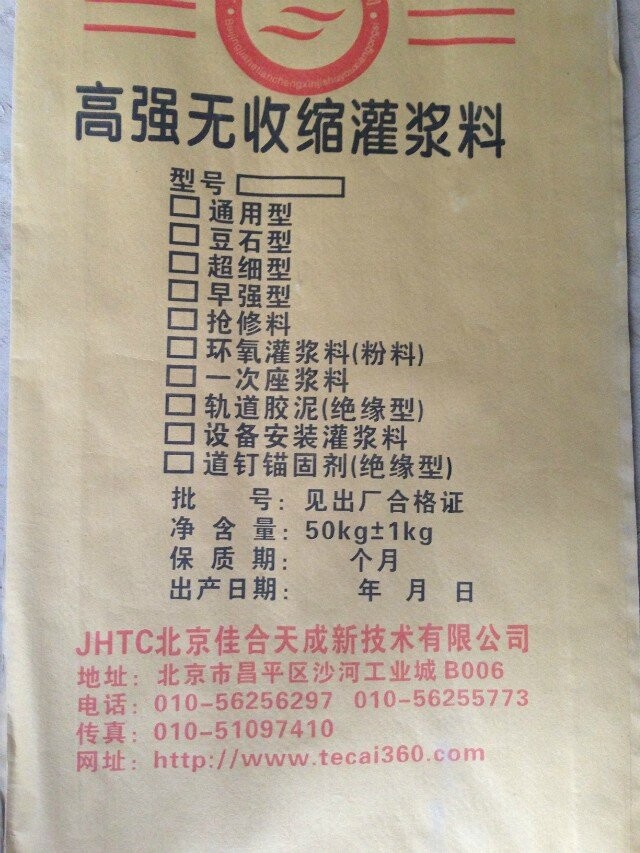 高强无收缩灌浆料
型号
通用型
豆石型
超细型
早强型
抢修料
环氧灌浆料(粉料)
一次座浆料
轨道胶泥(绝缘型)
设备安装灌浆料
道钉锚固剂(绝缘型)
批 号: 见出厂合格证
净 含 量: 50kg±1kg
保 质 期: 个月
出产日期: 年 月 日
JHTC北京佳合天成新技术有限公司
地址: 北京市昌平区沙河工业城 B006
电话: 010-56256297 010-56255773
传真: 010-51097410
网址: http://www.tecai360.com